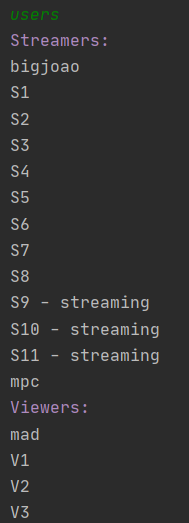 users
Streamers:
bigjoao
S1
S2
S3
S4
S5
S6
S7
S8
S9 - streaming
S10 - streaming
S11 - streaming
mpc
Viewers:
mad
V1
V2
V3